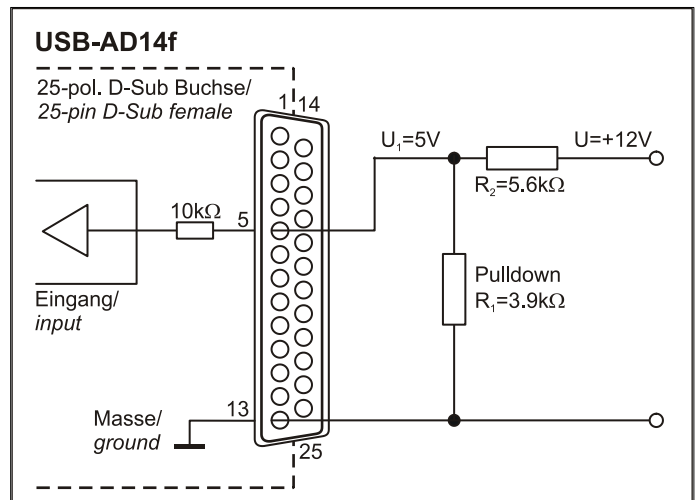 USB-AD14f
25-pol. D-Sub Buchse/
25-pin D-Sub female
1 14
U₁=5V
U=+12V
R₂=5.6kΩ
10kΩ
5
Pulldown
R₁=3.9kΩ
Eingang/
input
13
Masse/
ground
25